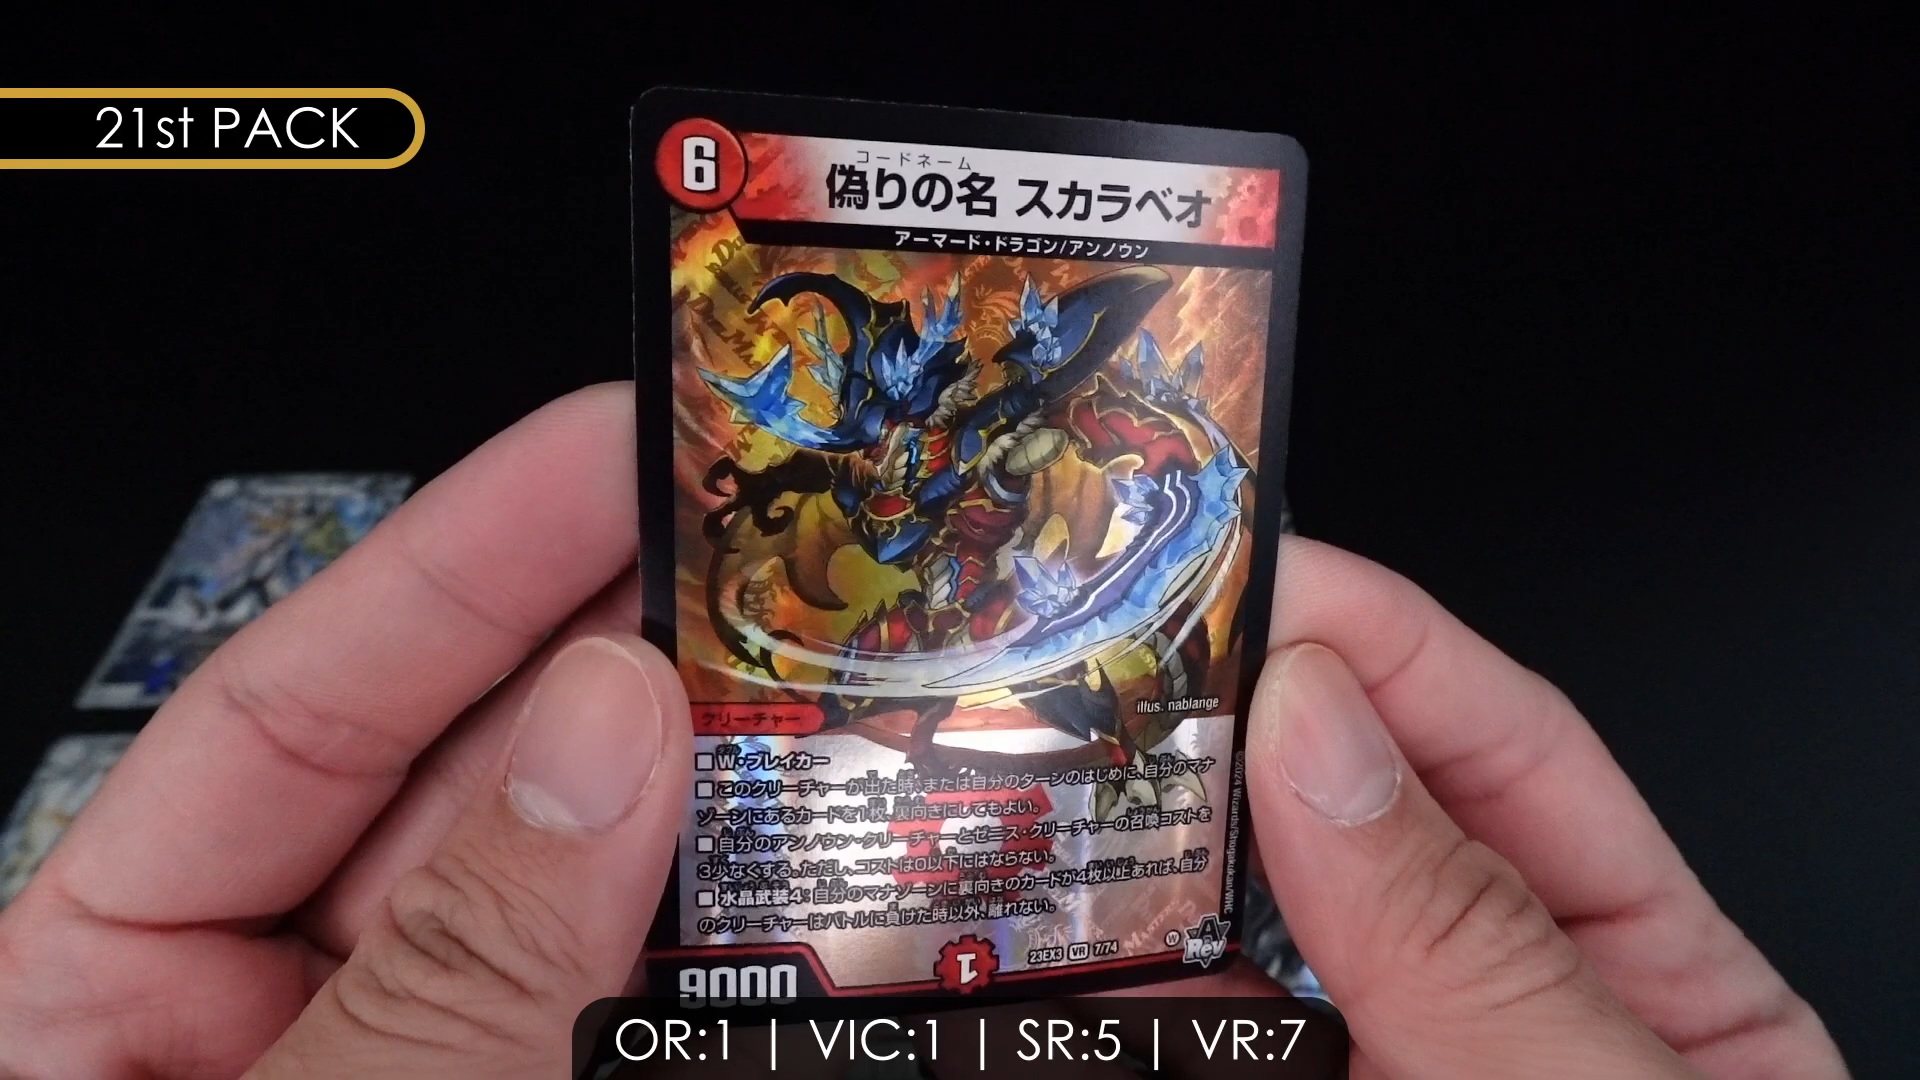 21st PACK
6
コードネーム
偽りの名 スカラベオ
アーマード・ドラゴン/アンノウン
illus. nablange
クリーチャー
■W・ブレイカー
■このクリーチャーが出た時、または自分のターンのはじめに、自分のマナ
ゾーンにあるカードを1枚、裏向きにしてもよい。
■自分のアンノウン・クリーチャーとゼニス・クリーチャーの召喚コストを
3少なくする。ただし、コストは0以下にはならない。
■水晶武装4:自分のマナゾーンに裏向きのカードが4枚以上あれば、自分
のクリーチャーはバトルに負けた時以外、離れない。
©2024 Wizards/Shogakukan/WHC
9000
1
23EX3 VR 7/74
W
A Rev
OR:1 | VIC:1 | SR:5 | VR:7